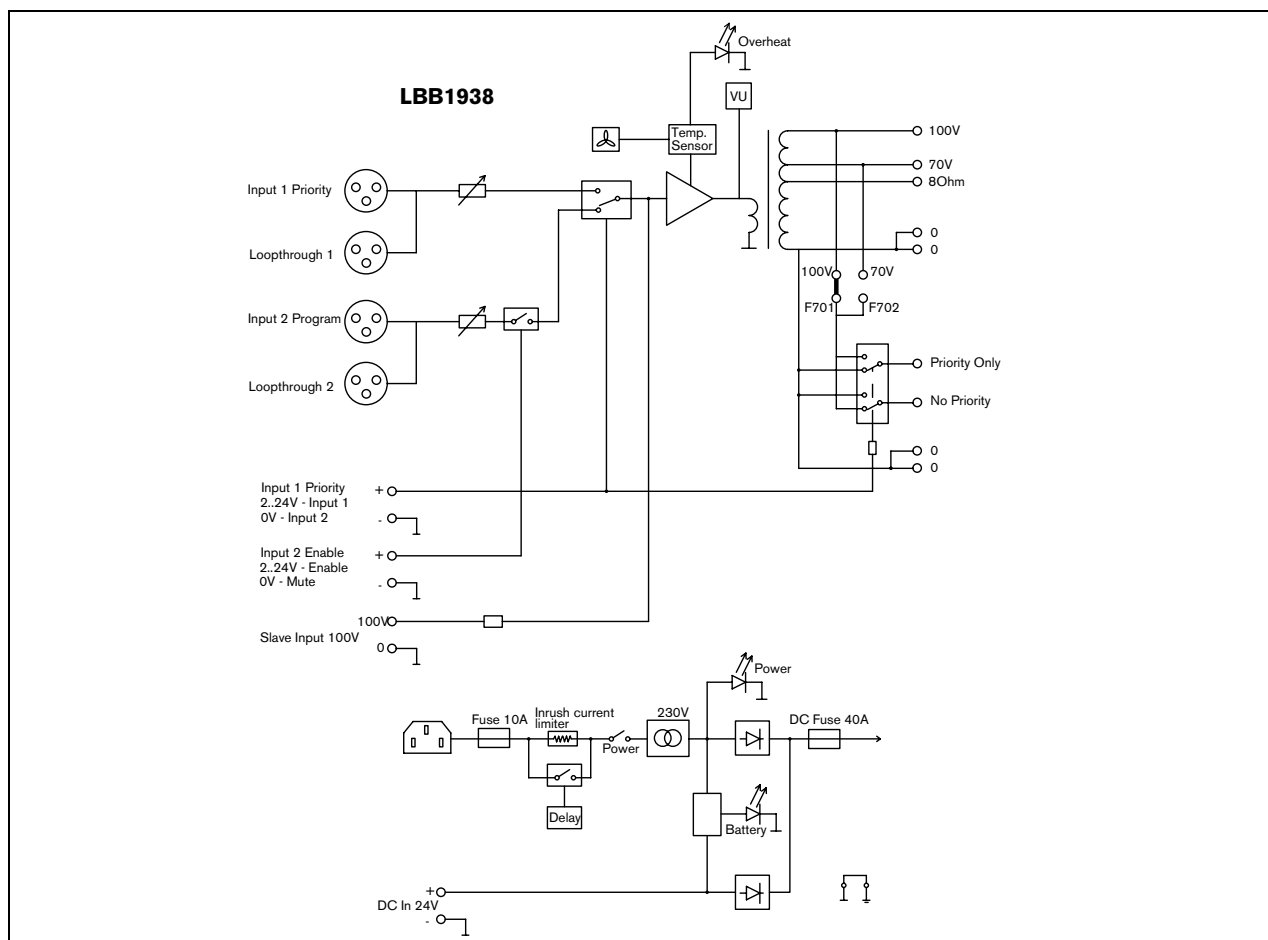 Overheat
LBB1938
VU
Temp.
Sensor
100V
70V
8Ohm
Input 1 Priority
Loopthrough 1
0
0
100V
70V
F701
F702
Input 2 Program
Loopthrough 2
Priority Only
No Priority
0
0
Input 1 Priority
2..24V - Input 1
0V - Input 2
+
-
Input 2 Enable
2..24V - Enable
0V - Mute
+
-
100V
Slave Input 100V
0
Power
Fuse 10A
Inrush current
limiter
Power
230V
DC Fuse 40A
Delay
Battery
+
DC In 24V
-